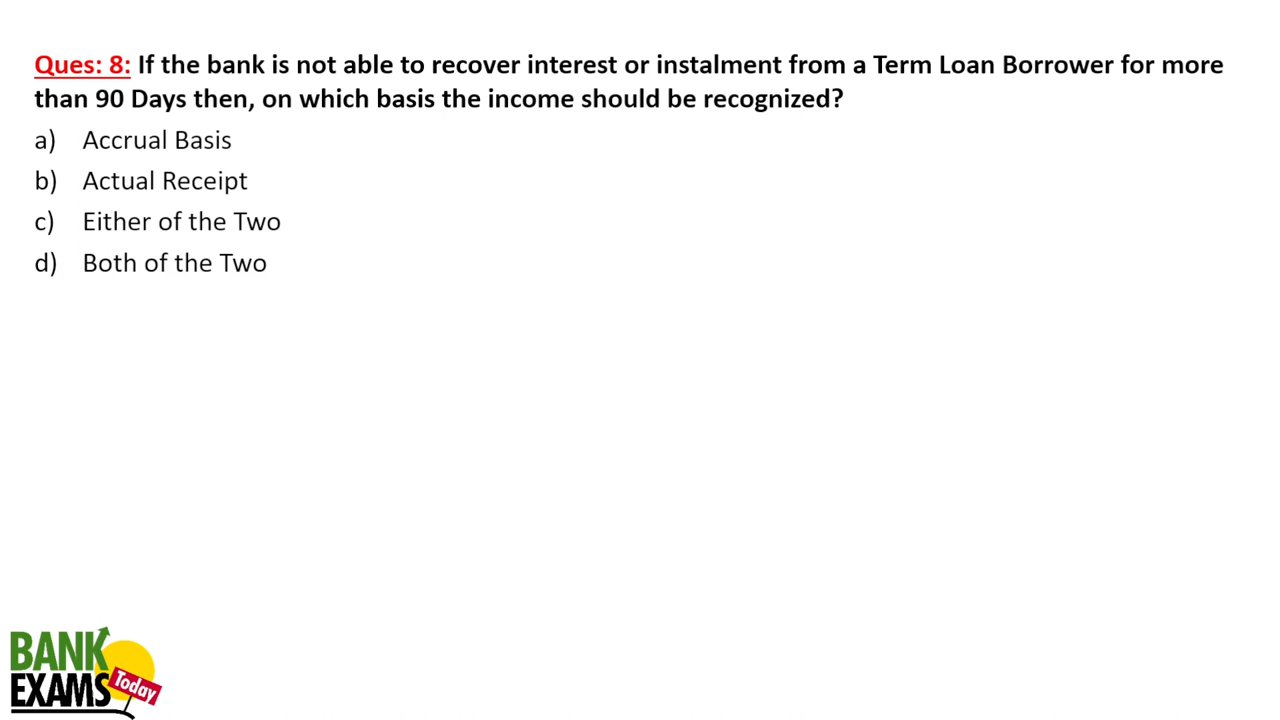 Ques: 8: If the bank is not able to recover interest or instalment from a Term Loan Borrower for more
than 90 Days then, on which basis the income should be recognized?
a) Accrual Basis
b) Actual Receipt
c) Either of the Two
d) Both of the Two
BANK
EXAMS Today